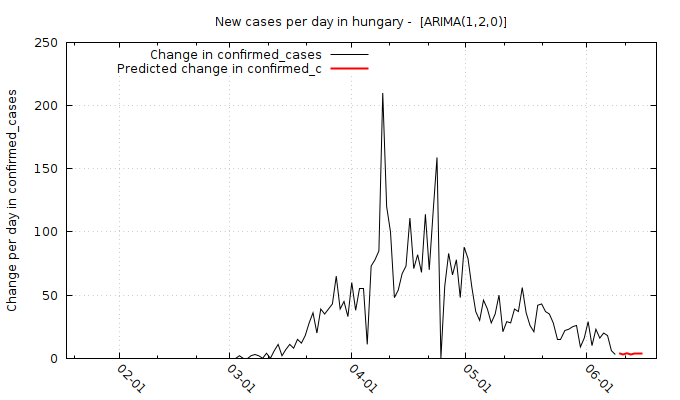 New cases per day in hungary -  [ARIMA(1,2,0)]
Change in confirmed_cases
Predicted change in confirmed_c
Change per day in confirmed_cases
250
200
150
100
50
0
02-01
03-01
04-01
05-01
06-01